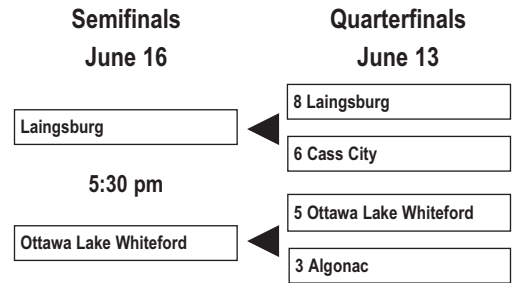 Semifinals
June 16
Quarterfinals
June 13
8 Laingsburg
Laingsburg
6 Cass City
5:30 pm
5 Ottawa Lake Whiteford
Ottawa Lake Whiteford
3 Algonac